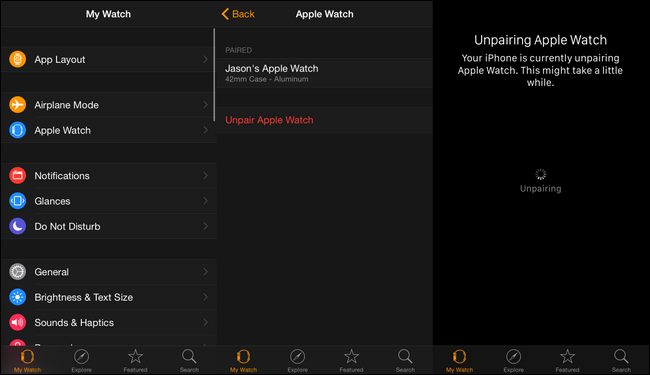 My Watch
App Layout
Airplane Mode
Apple Watch
Notifications
Glances
Do Not Disturb
General
Brightness & Text Size
Sounds & Haptics
My Watch
Explore
Featured
Search
Back
Apple Watch
PAIRED
Jason's Apple Watch
42mm Case - Aluminum
Unpair Apple Watch
My Watch
Explore
Featured
Search
Unpairing Apple Watch
Your iPhone is currently unpairing
Apple Watch. This might take a little
while.
Unpairing
My Watch
Explore
Featured
Search